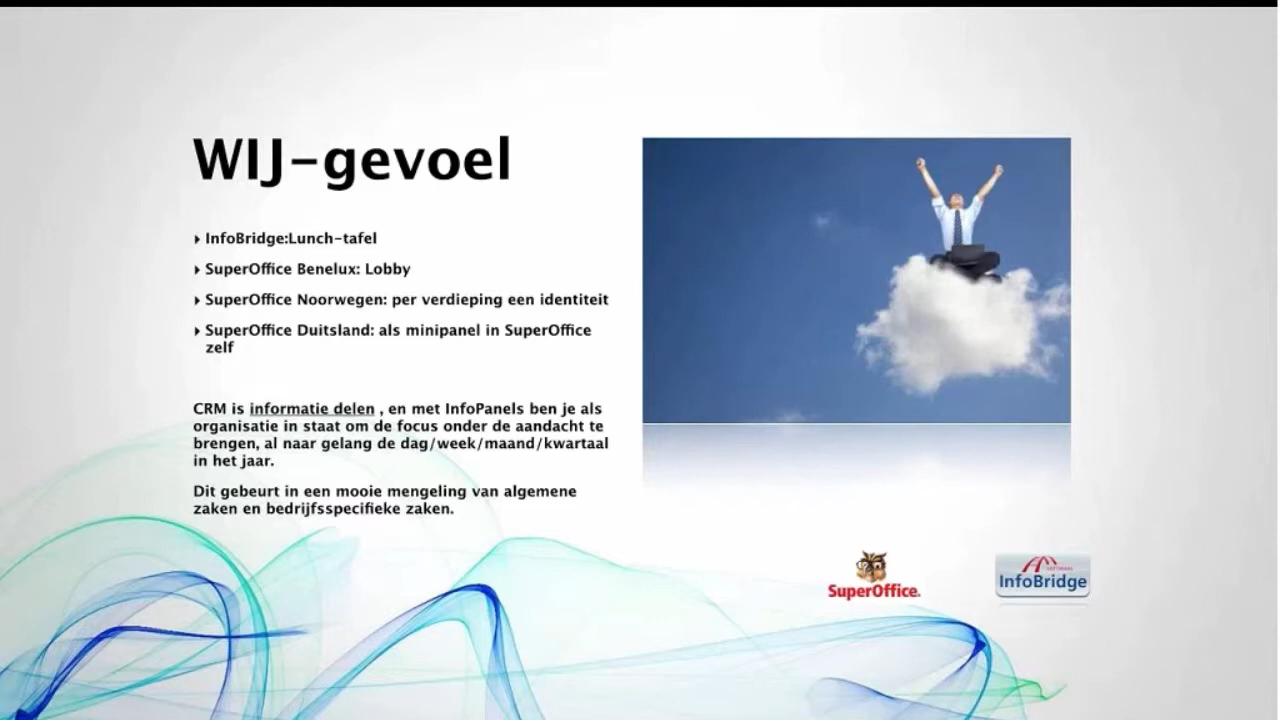 WIJ-gevoel
InfoBridge:Lunch-tafel
SuperOffice Benelux: Lobby
SuperOffice Noorwegen: per verdieping een identiteit
SuperOffice Duitsland: als minipanel in SuperOffice
zelf
CRM is informatie delen , en met InfoPanels ben je als
organisatie in staat om de focus onder de aandacht te
brengen, al naar gelang de dag/week/maand/kwartaal
in het jaar.
Dit gebeurt in een mooie mengeling van algemene
zaken en bedrijfsspecifieke zaken.
SuperOffice.
InfoBridge